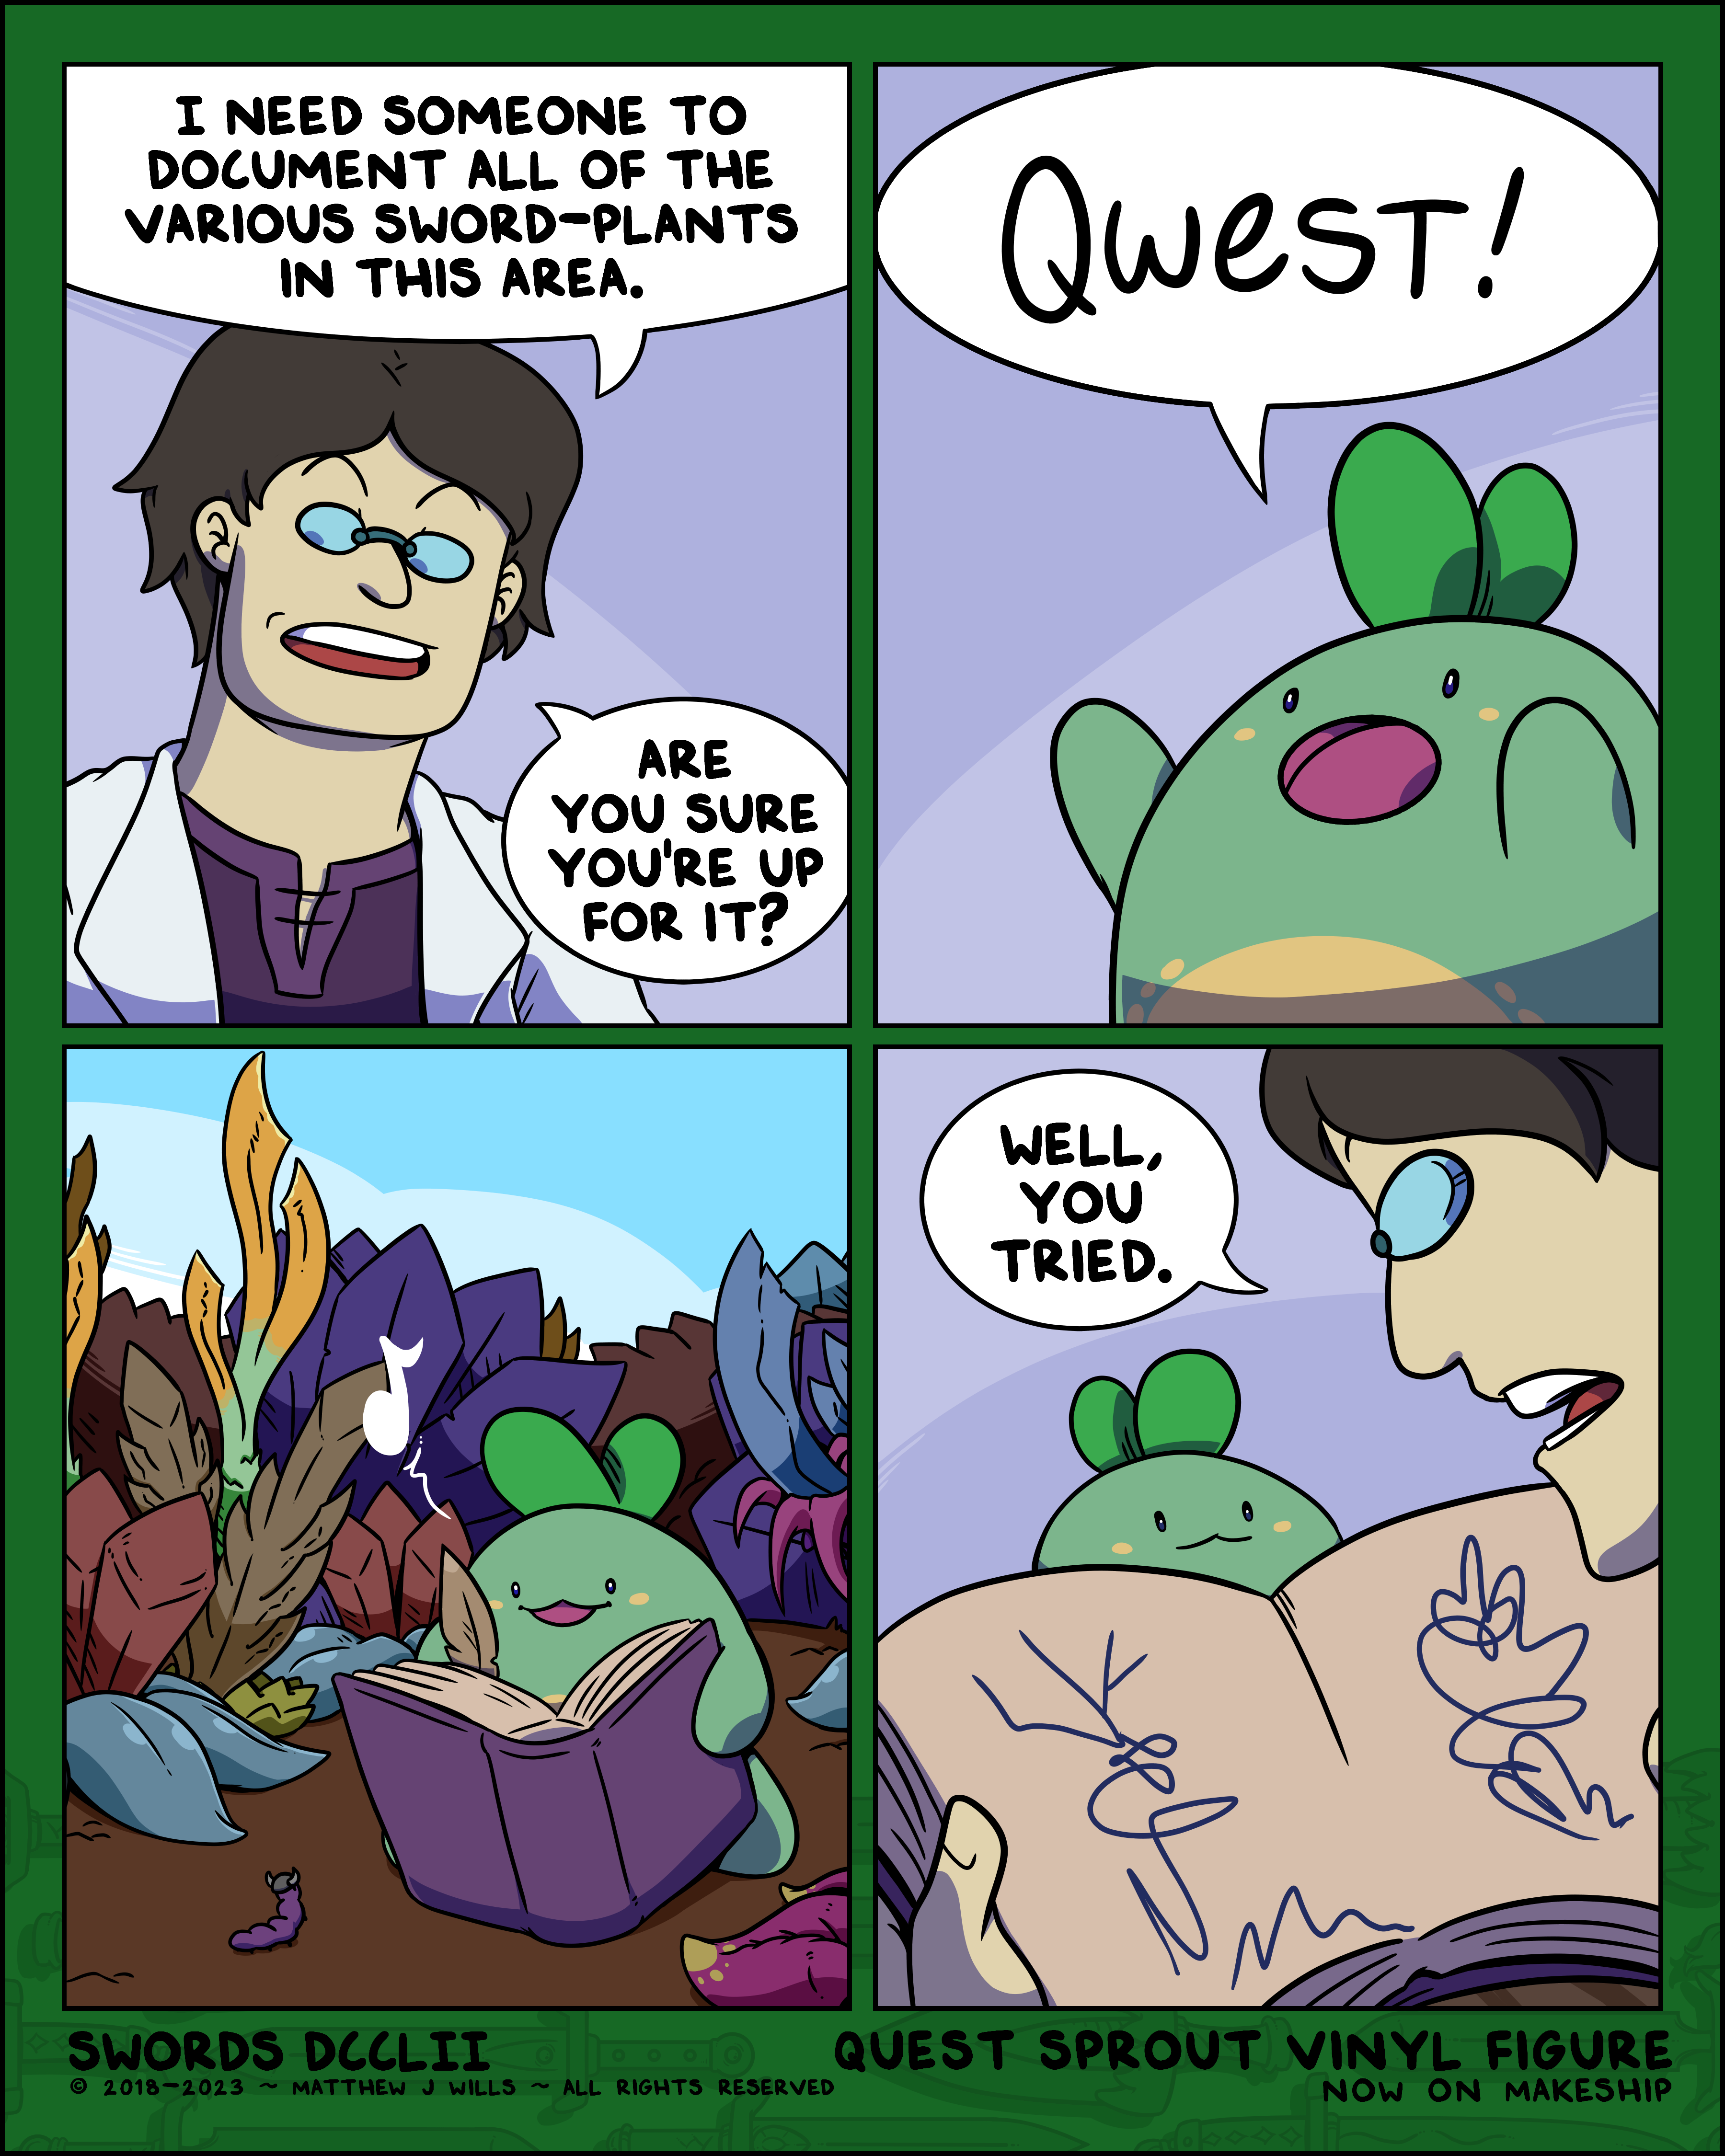 I NEED SOMEONE TO
DOCUMENT ALL OF THE
VARIOUS SWORD-PLANTS
IN THIS AREA.
ARE
YOU SURE
YOU'RE UP
FOR IT?
QWEST!
WELL,
YOU
TRIED.
SWORDS DCCLII
© 2018-2023 ~ MATTHEW J WILLS ~ ALL RIGHTS RESERVED
QUEST SPROUT VINYL FIGURE
NOW ON MAKESHIP